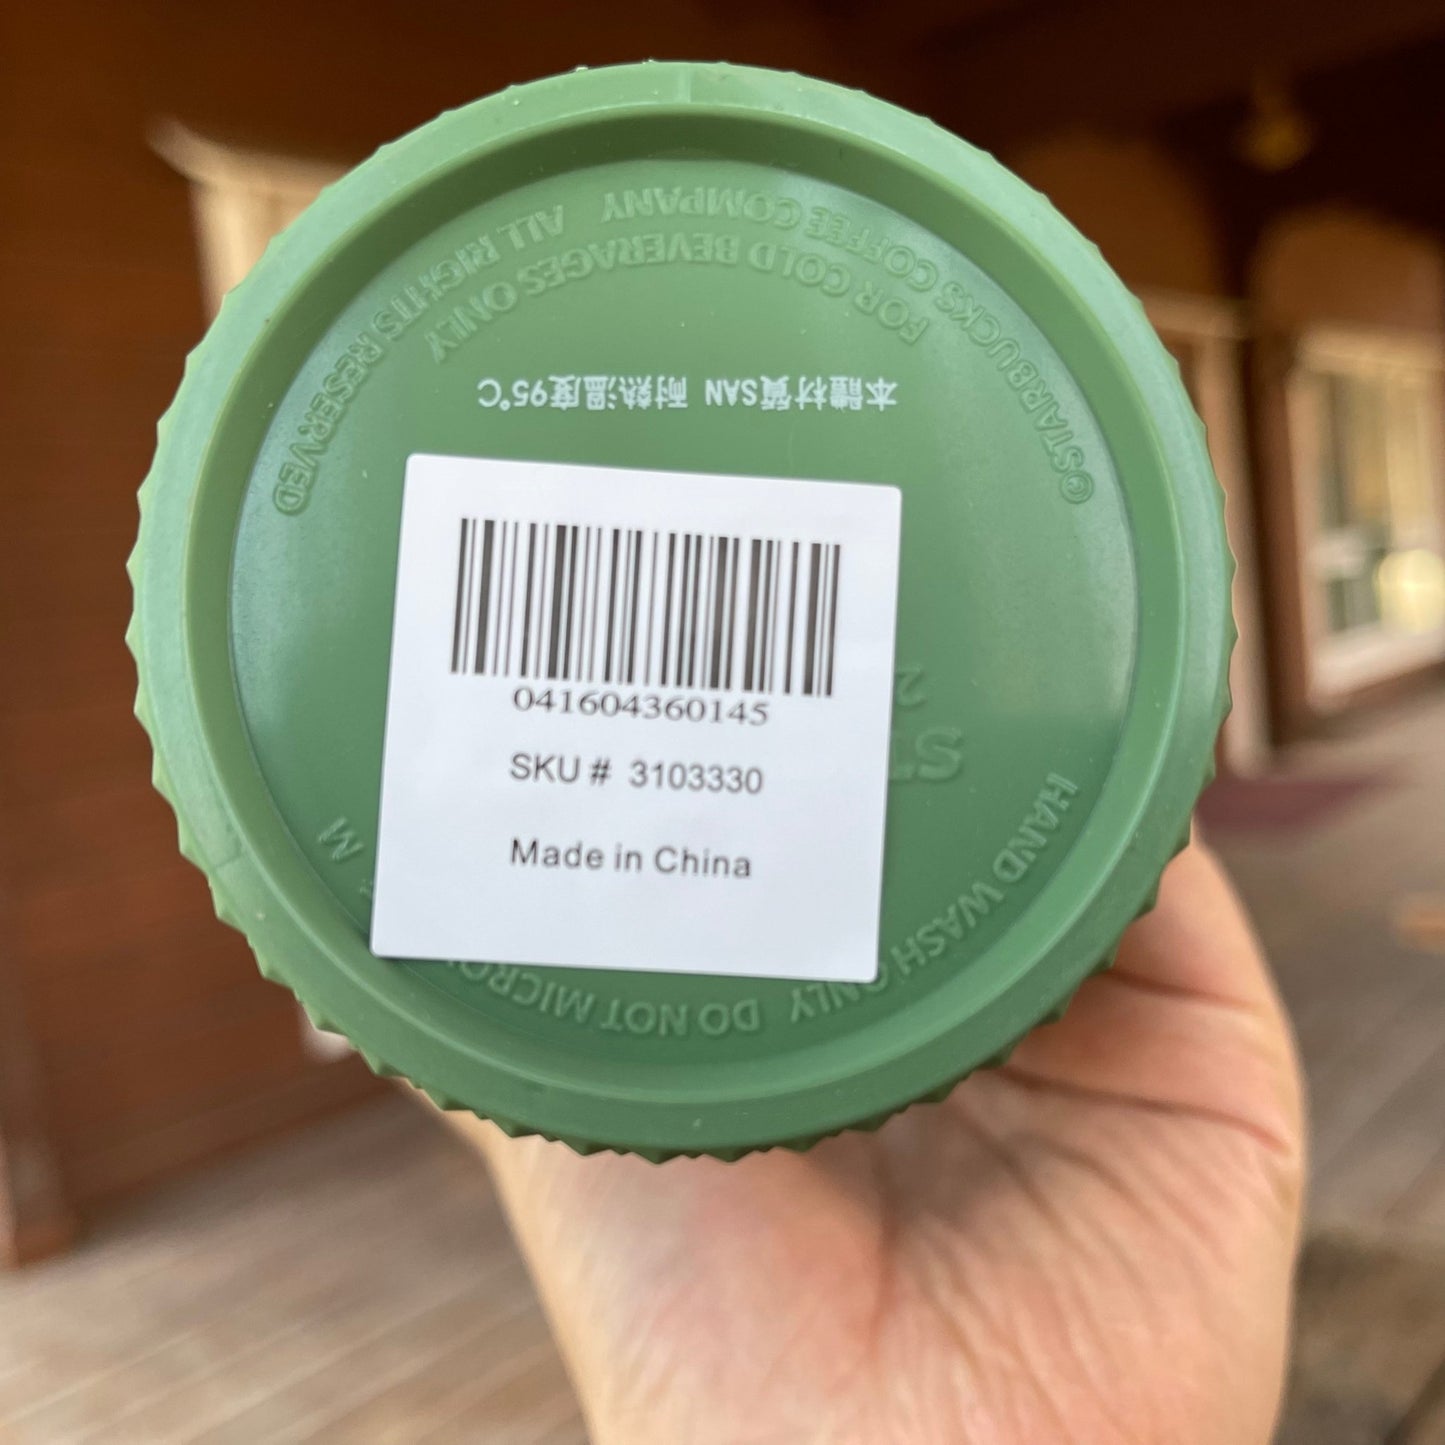 ©STARBUCKS COFFEE COMPANY ALL RIGHTS RESERVED
FOR COLD BEVERAGES ONLY
本體材質SAN 耐熱溫度95°C
041604360145
SKU # 3103330
Made in China
HAND WASH ONLY DO NOT